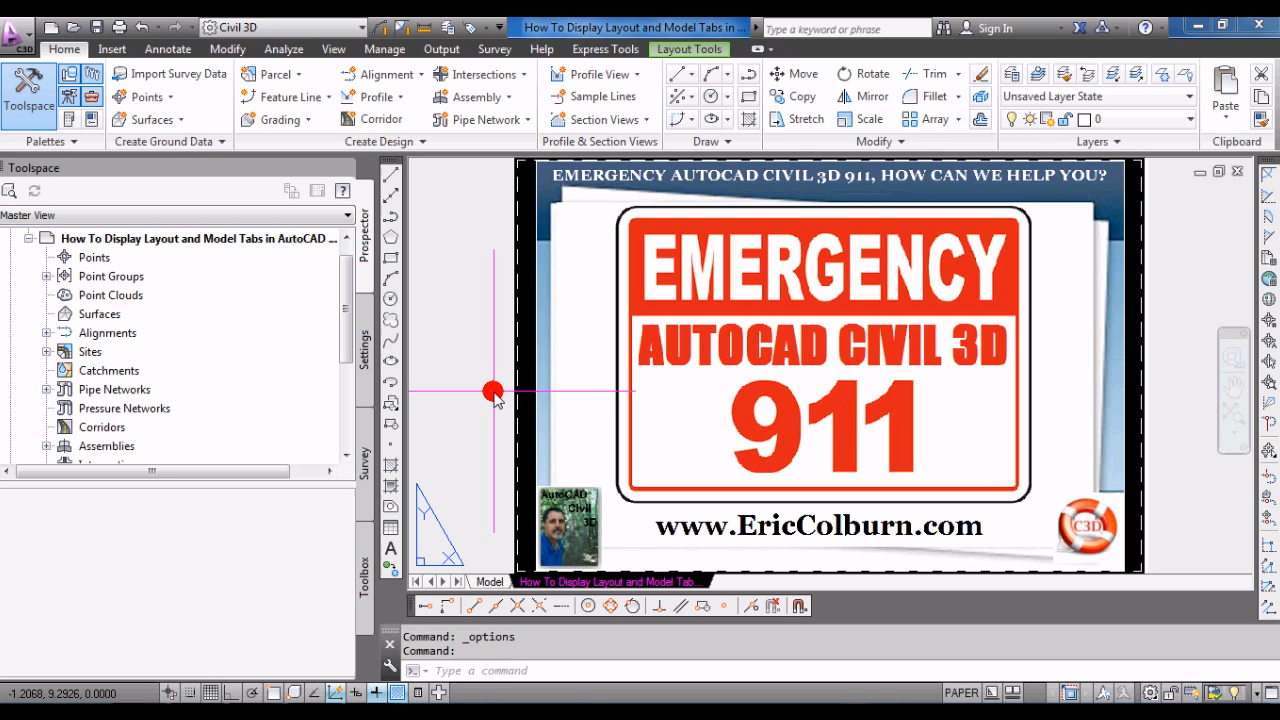 Civil 3D
How To Display Layout and Model Tabs in ...
Type a keyword or phrase
Sign In
C3D
Home Insert Annotate Modify Analyze View Manage Output Survey Help Express Tools Layout Tools
Import Survey Data Parcel Alignment Intersections Profile View Move Rotate Trim
Toolspace Points Feature Line Profile Assembly Sample Lines Copy Mirror Fillet Unsaved Layer State Paste
Surfaces Grading Corridor Pipe Network Section Views Stretch Scale Array 0
Palettes Create Ground Data Create Design Profile & Section Views Draw Modify Layers Clipboard
Toolspace
Master View
How To Display Layout and Model Tabs in AutoCAD ...
Points
Point Groups
Point Clouds
Surfaces
Alignments
Sites
Catchments
Pipe Networks
Pressure Networks
Corridors
Assemblies
Prospector
Settings
Survey
Toolbox
EMERGENCY AUTOCAD CIVIL 3D 911, HOW CAN WE HELP YOU?
EMERGENCY
AUTOCAD CIVIL 3D
911
AutoCAD
Civil
3D
www.EricColburn.com
C3D
Y
X
A
Model How To Display Layout and Model Tab...
Command: _options
Command:
Type a command
-1.2068, 9.2926, 0.0000
PAPER